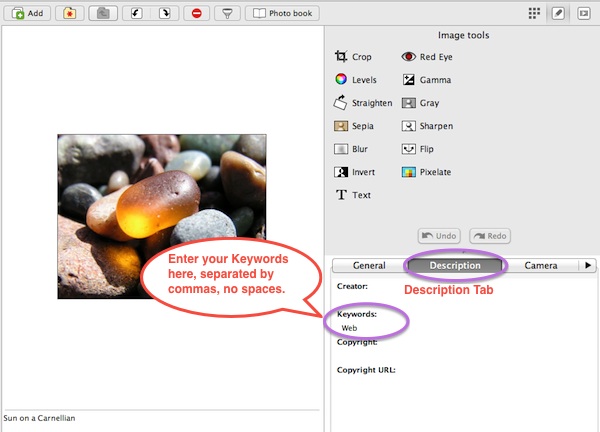 Add
Photo book
Image tools
Crop
Red Eye
Levels
Gamma
Straighten
Gray
Sepia
Sharpen
Blur
Flip
Invert
Pixelate
T Text
Undo
Redo
General
Description
Camera
Enter your Keywords
here, separated by
commas, no spaces.
Creator:
Description Tab
Keywords:
Web
Copyright:
Copyright URL:
Sun on a Carnellian